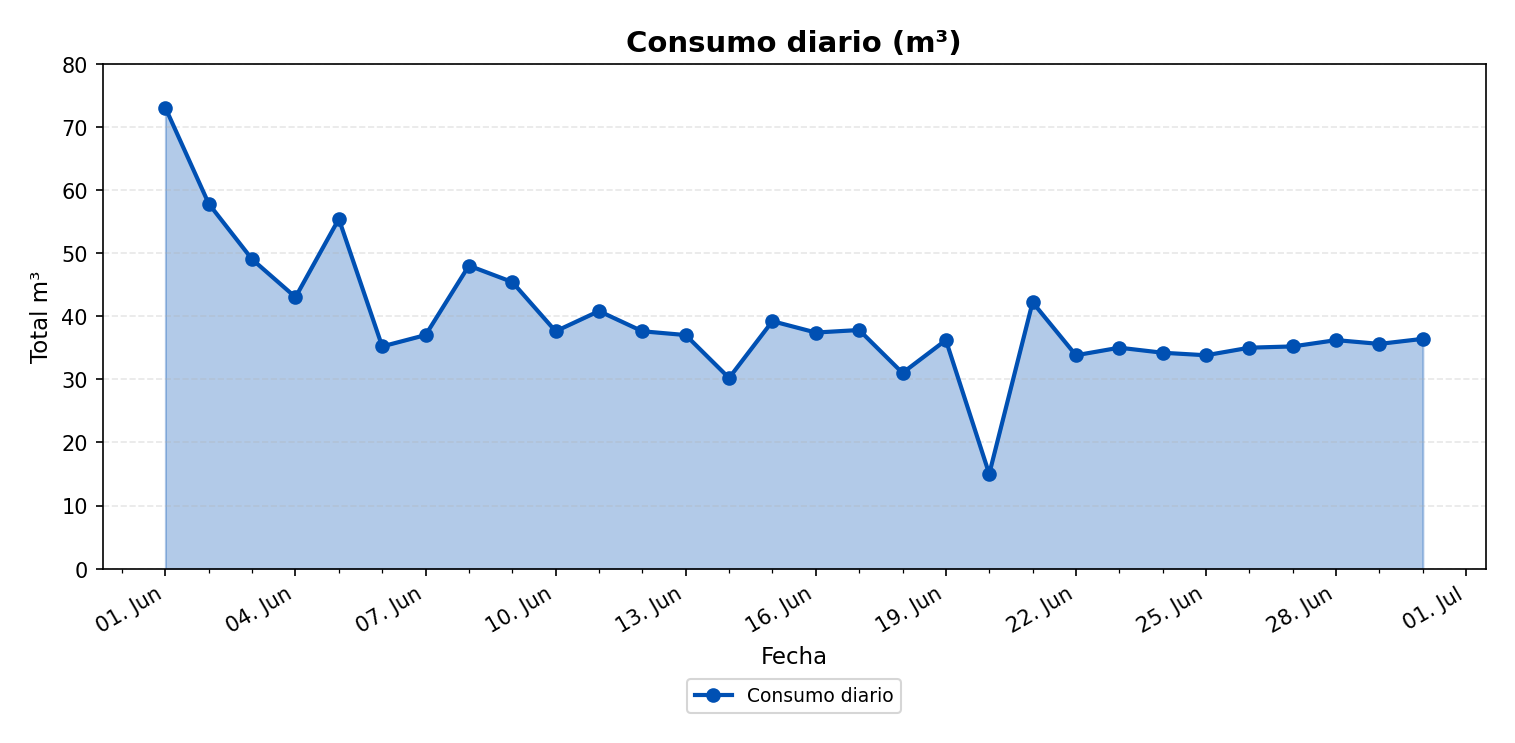 Consumo diario (m³)
80
70
60
50
40
30
20
10
0
Total m³
01. Jun
04. Jun
07. Jun
10. Jun
13. Jun
16. Jun
19. Jun
22. Jun
25. Jun
28. Jun
01. Jul
Fecha
Consumo diario